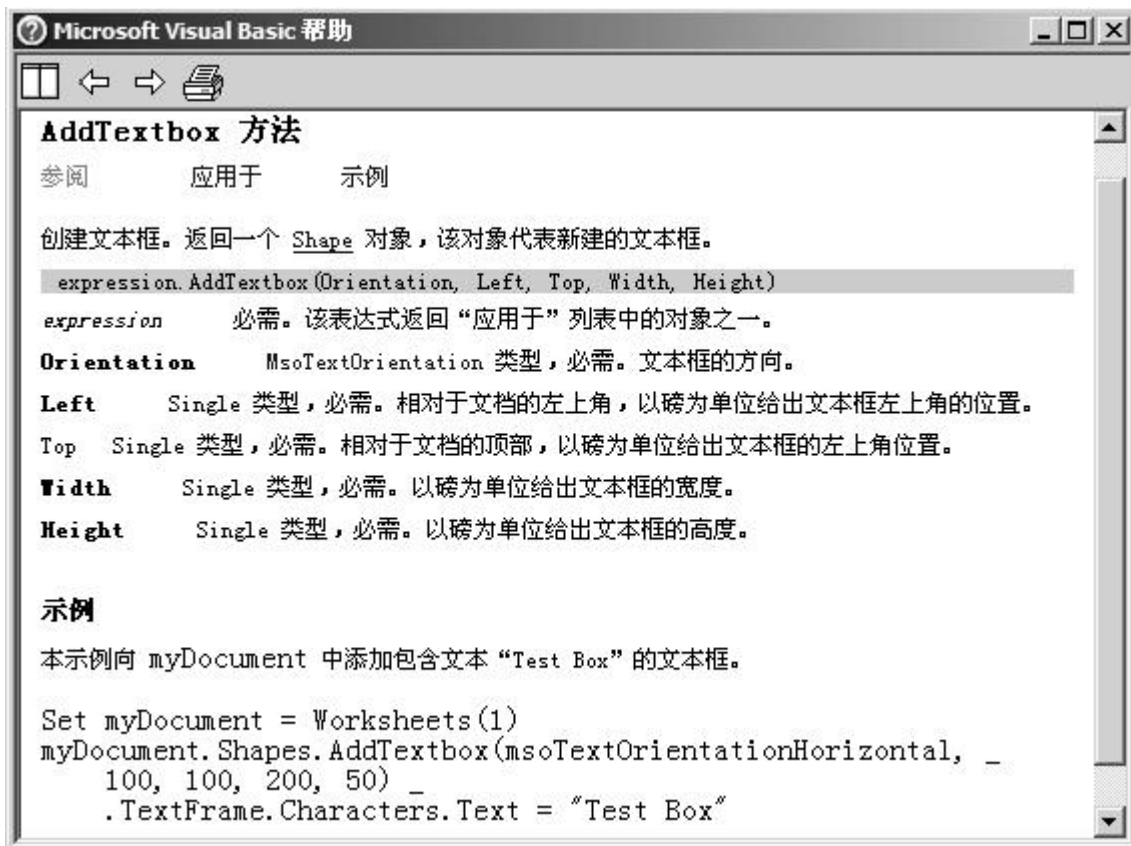 Microsoft Visual Basic 帮助
AddTextbox 方法
参阅 应用于 示例
创建文本框。返回一个 Shape 对象，该对象代表新建的文本框。
expression.AddTextbox(Orientation, Left, Top, Width, Height)
expression 必需。该表达式返回“应用于”列表中的对象之一。
Orientation MsoTextOrientation 类型，必需。文本框的方向。
Left Single 类型，必需。相对于文档的左上角，以磅为单位给出文本框左上角的位置。
Top Single 类型，必需。相对于文档的顶部，以磅为单位给出文本框的左上角位置。
Width Single 类型，必需。以磅为单位给出文本框的宽度。
Height Single 类型，必需。以磅为单位给出文本框的高度。
示例
本示例向 myDocument 中添加包含文本“Test Box”的文本框。
Set myDocument = Worksheets(1)
myDocument.Shapes.AddTextbox(msoTextOrientationHorizontal, _
100, 100, 200, 50) _
.TextFrame.Characters.Text = "Test Box"